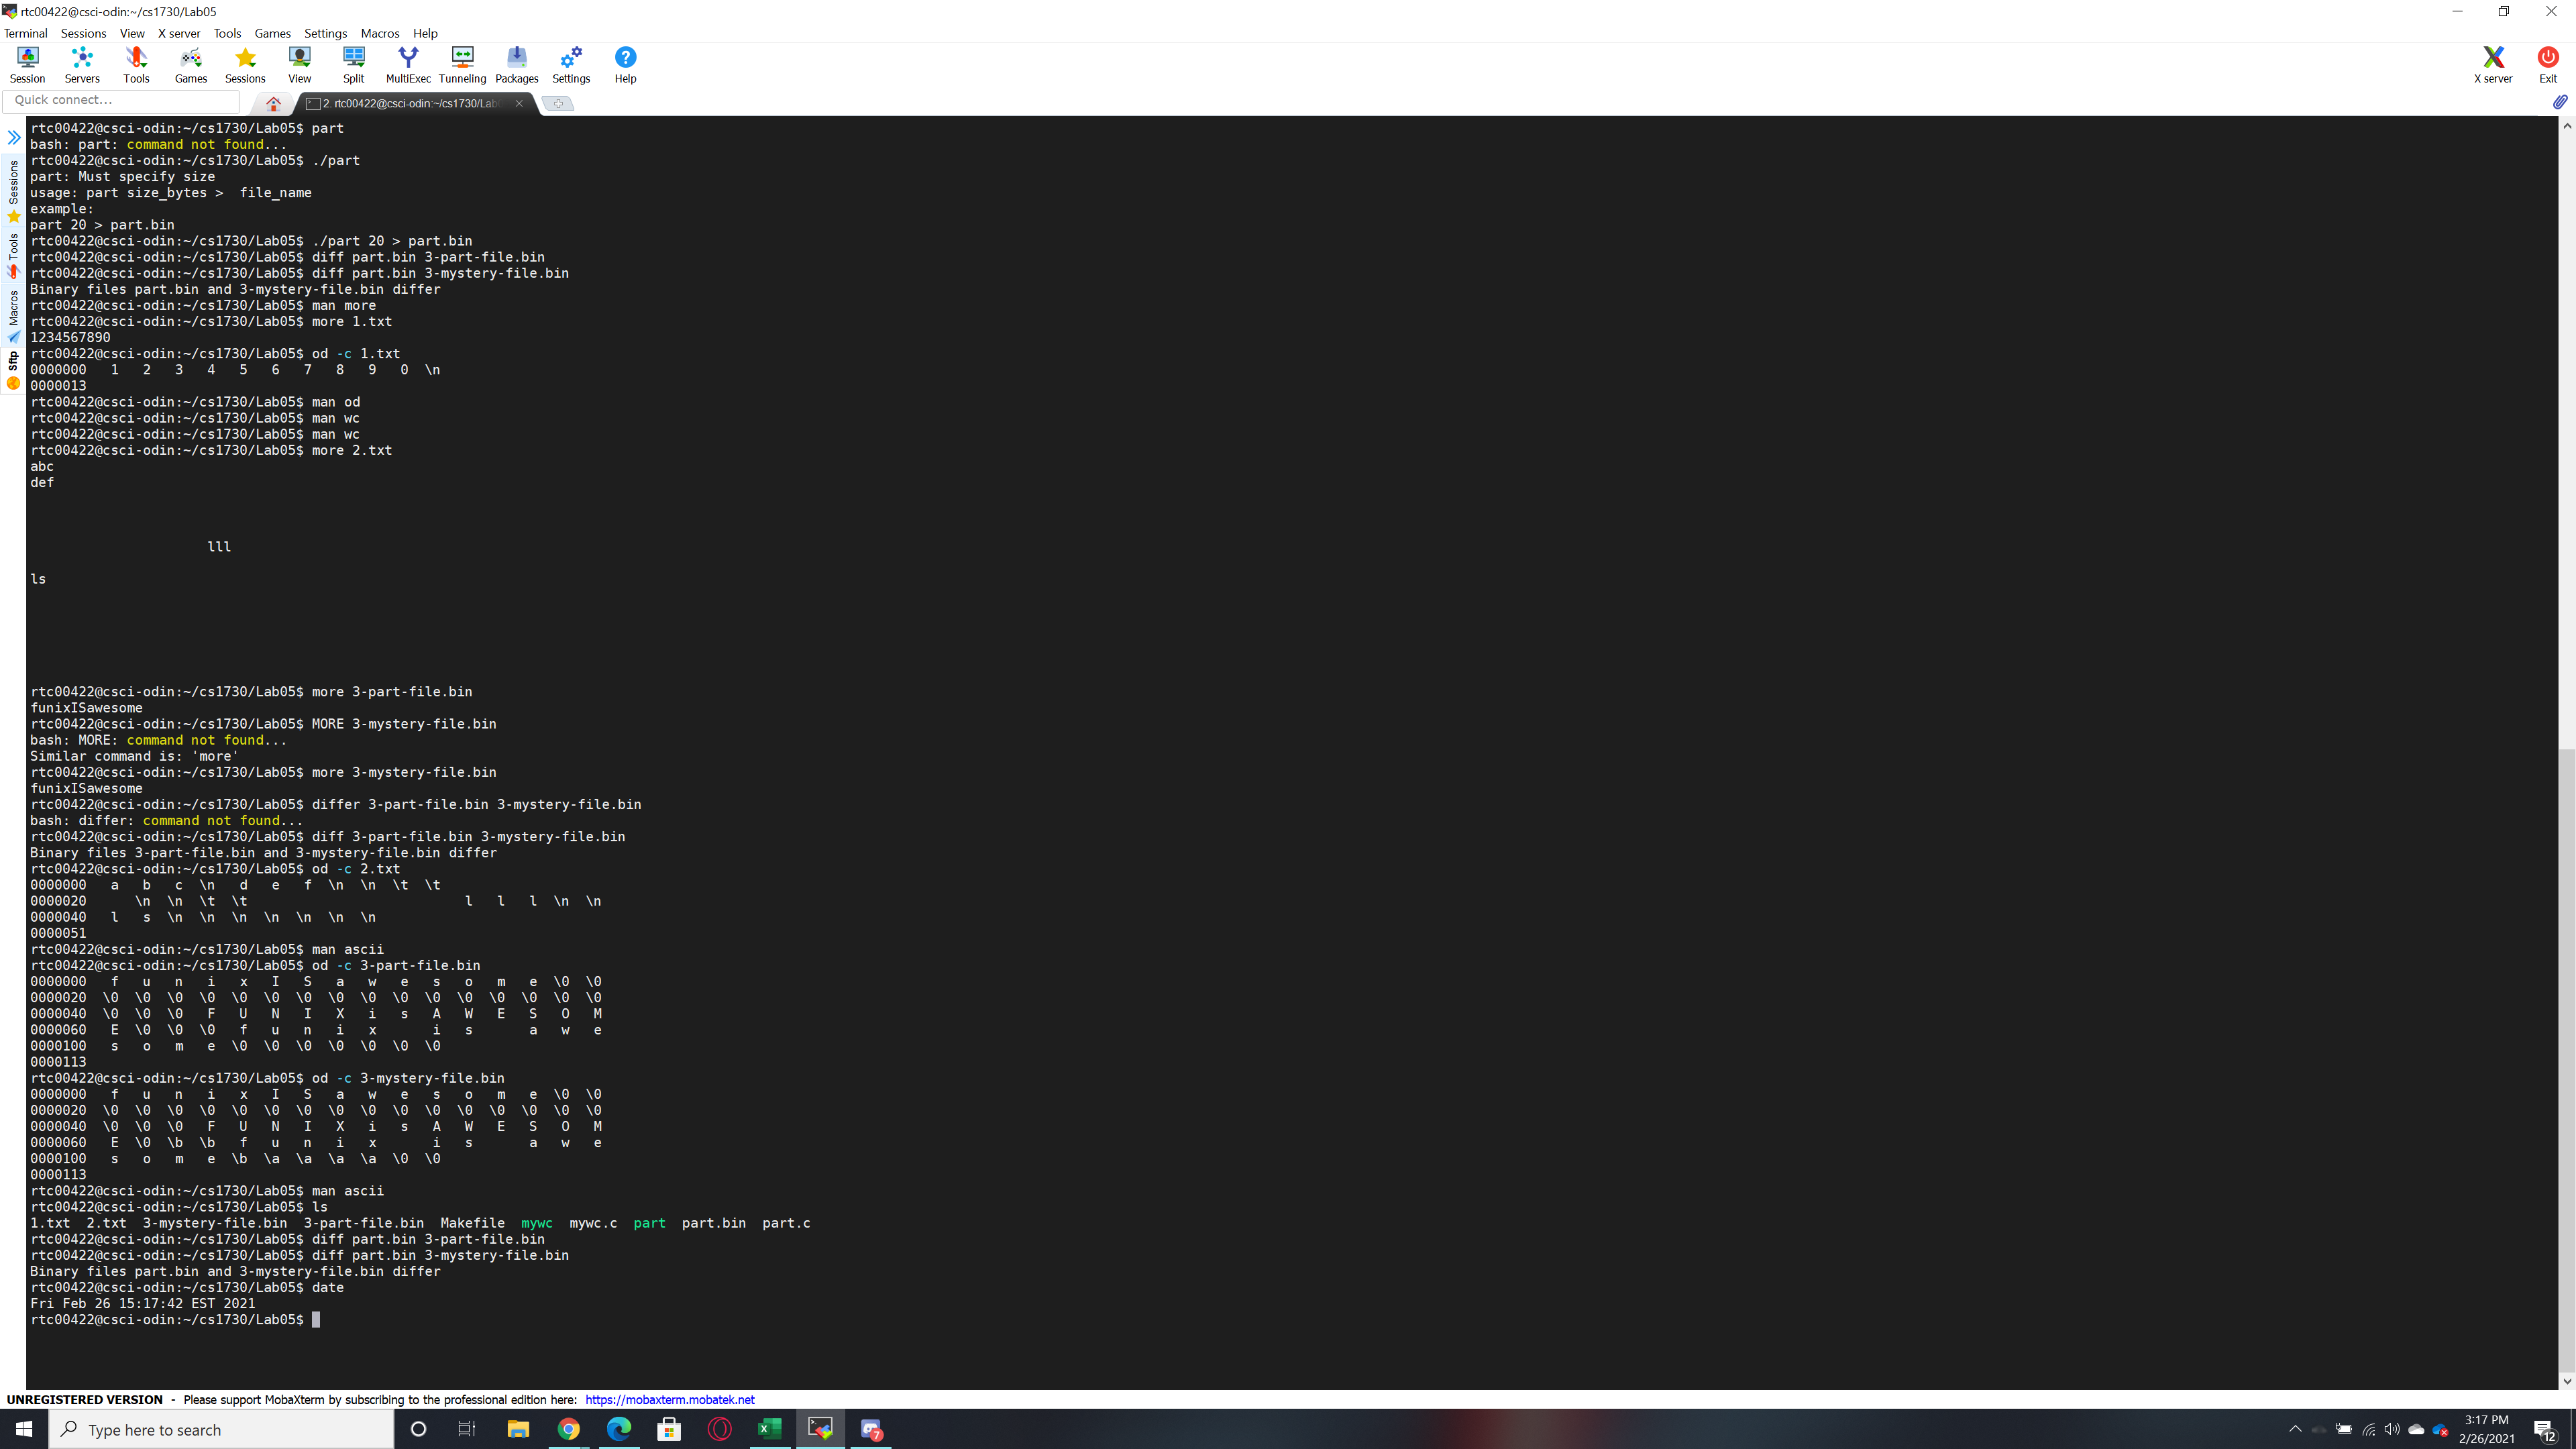 rtc00422@csci-odin:~/cs1730/Lab05
Terminal Sessions View X server Tools Games Settings Macros Help
Session Servers Tools Games Sessions View Split MultiExec Tunneling Packages Settings Help X server Exit
Quick connect...
2. rtc00422@csci-odin:~/cs1730/Lab
Sessions
Tools
Macros
Sftp
rtc00422@csci-odin:~/cs1730/Lab05$ part
bash: part: command not found...
rtc00422@csci-odin:~/cs1730/Lab05$ ./part
part: Must specify size
usage: part size_bytes >  file_name
example:
part 20 > part.bin
rtc00422@csci-odin:~/cs1730/Lab05$ ./part 20 > part.bin
rtc00422@csci-odin:~/cs1730/Lab05$ diff part.bin 3-part-file.bin
rtc00422@csci-odin:~/cs1730/Lab05$ diff part.bin 3-mystery-file.bin
Binary files part.bin and 3-mystery-file.bin differ
rtc00422@csci-odin:~/cs1730/Lab05$ man more
rtc00422@csci-odin:~/cs1730/Lab05$ more 1.txt
1234567890
rtc00422@csci-odin:~/cs1730/Lab05$ od -c 1.txt
0000000   1   2   3   4   5   6   7   8   9   0  \n
0000013
rtc00422@csci-odin:~/cs1730/Lab05$ man od
rtc00422@csci-odin:~/cs1730/Lab05$ man wc
rtc00422@csci-odin:~/cs1730/Lab05$ man wc
rtc00422@csci-odin:~/cs1730/Lab05$ more 2.txt
abc
def
lll
ls
rtc00422@csci-odin:~/cs1730/Lab05$ more 3-part-file.bin
funixISawesome
rtc00422@csci-odin:~/cs1730/Lab05$ MORE 3-mystery-file.bin
bash: MORE: command not found...
Similar command is: 'more'
rtc00422@csci-odin:~/cs1730/Lab05$ more 3-mystery-file.bin
funixISawesome
rtc00422@csci-odin:~/cs1730/Lab05$ differ 3-part-file.bin 3-mystery-file.bin
bash: differ: command not found...
rtc00422@csci-odin:~/cs1730/Lab05$ diff 3-part-file.bin 3-mystery-file.bin
Binary files 3-part-file.bin and 3-mystery-file.bin differ
rtc00422@csci-odin:~/cs1730/Lab05$ od -c 2.txt
0000000   a   b   c  \n   d   e   f  \n  \n  \t  \t
0000020      \n  \n  \t  \t                           l   l   l  \n  \n
0000040   l   s  \n  \n  \n  \n  \n  \n  \n
0000051
rtc00422@csci-odin:~/cs1730/Lab05$ man ascii
rtc00422@csci-odin:~/cs1730/Lab05$ od -c 3-part-file.bin
0000000   f   u   n   i   x   I   S   a   w   e   s   o   m   e  \0  \0
0000020  \0  \0  \0  \0  \0  \0  \0  \0  \0  \0  \0  \0  \0  \0  \0  \0
0000040  \0  \0  \0   F   U   N   I   X   i   s   A   W   E   S   O   M
0000060   E  \0  \0  \0   f   u   n   i   x       i   s       a   w   e
0000100   s   o   m   e  \0  \0  \0  \0  \0  \0  \0
0000113
rtc00422@csci-odin:~/cs1730/Lab05$ od -c 3-mystery-file.bin
0000000   f   u   n   i   x   I   S   a   w   e   s   o   m   e  \0  \0
0000020  \0  \0  \0  \0  \0  \0  \0  \0  \0  \0  \0  \0  \0  \0  \0  \0
0000040  \0  \0  \0   F   U   N   I   X   i   s   A   W   E   S   O   M
0000060   E  \0  \b  \b   f   u   n   i   x       i   s       a   w   e
0000100   s   o   m   e  \b  \a  \a  \a  \a  \0  \0
0000113
rtc00422@csci-odin:~/cs1730/Lab05$ man ascii
rtc00422@csci-odin:~/cs1730/Lab05$ ls
1.txt  2.txt  3-mystery-file.bin  3-part-file.bin  Makefile  mywc  mywc.c  part  part.bin  part.c
rtc00422@csci-odin:~/cs1730/Lab05$ diff part.bin 3-part-file.bin
rtc00422@csci-odin:~/cs1730/Lab05$ diff part.bin 3-mystery-file.bin
Binary files part.bin and 3-mystery-file.bin differ
rtc00422@csci-odin:~/cs1730/Lab05$ date
Fri Feb 26 15:17:42 EST 2021
rtc00422@csci-odin:~/cs1730/Lab05$
UNREGISTERED VERSION - Please support MobaXterm by subscribing to the professional edition here: https://mobaxterm.mobatek.net
Type here to search
7
3:17 PM
2/26/2021
12